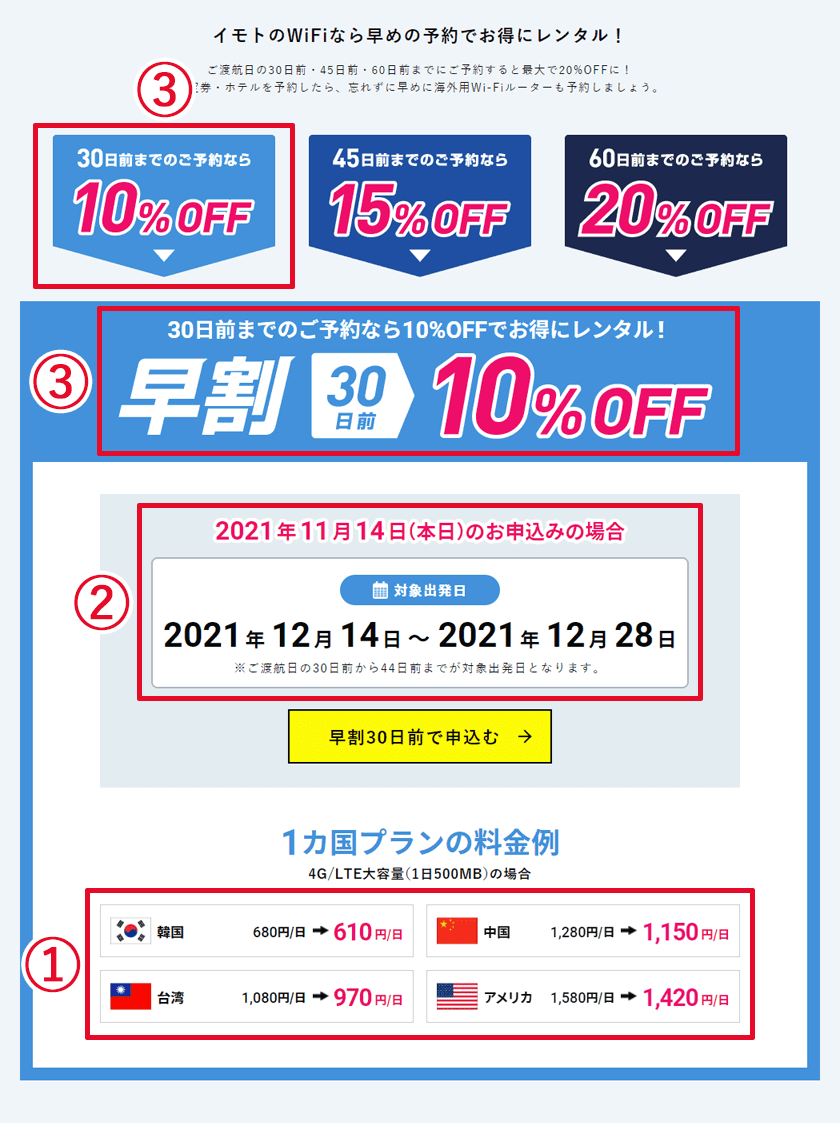 イモトのWiFiなら早めの予約でお得にレンタル！
ご渡航日の30日前・45日前・60日前までにご予約すると最大で20%OFFに！
券・ホテルを予約したら、忘れずに早めに海外用Wi-Fiルーターも予約しましょう。
③
30日前までのご予約なら
10%OFF
45日前までのご予約なら
15%OFF
60日前までのご予約なら
20%OFF
30日前までのご予約なら10%OFFでお得にレンタル！
③
早割 30日前 10%OFF
2021年11月14日(本日)のお申込みの場合
②
対象出発日
2021年12月14日～2021年12月28日
※ご渡航日の30日前から44日前までが対象出発日となります。
早割30日前で申込む →
1カ国プランの料金例
4G/LTE大容量(1日500MB)の場合
①
韓国 680円/日 → 610円/日
中国 1,280円/日 → 1,150円/日
台湾 1,080円/日 → 970円/日
アメリカ 1,580円/日 → 1,420円/日